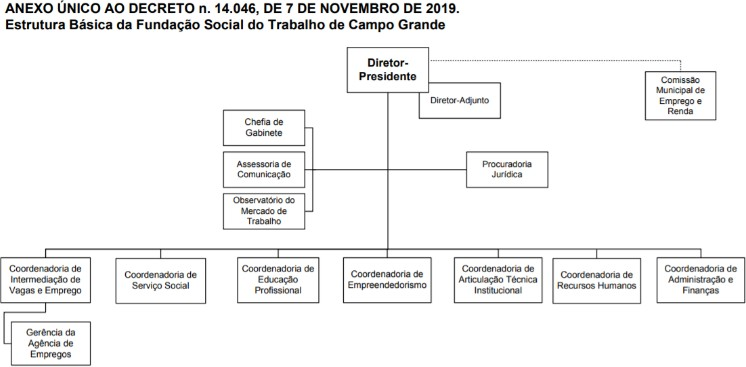 ANEXO ÚNICO AO DECRETO n. 14.046, DE 7 DE NOVEMBRO DE 2019.
Estrutura Básica da Fundação Social do Trabalho de Campo Grande
Diretor-
Presidente
Diretor-Adjunto
Comissão
Municipal de
Emprego e
Renda
Chefia de
Gabinete
Assessoria de
Comunicação
Procuradoria
Jurídica
Observatório do
Mercado de
Trabalho
Coordenadoria de
Intermediação de
Vagas e Emprego
Coordenadoria de
Serviço Social
Coordenadoria de
Educação
Profissional
Coordenadoria de
Empreendedorismo
Coordenadoria de
Articulação Técnica
Institucional
Coordenadoria de
Recursos Humanos
Coordenadoria de
Administração e
Finanças
Gerência da
Agência de
Empregos